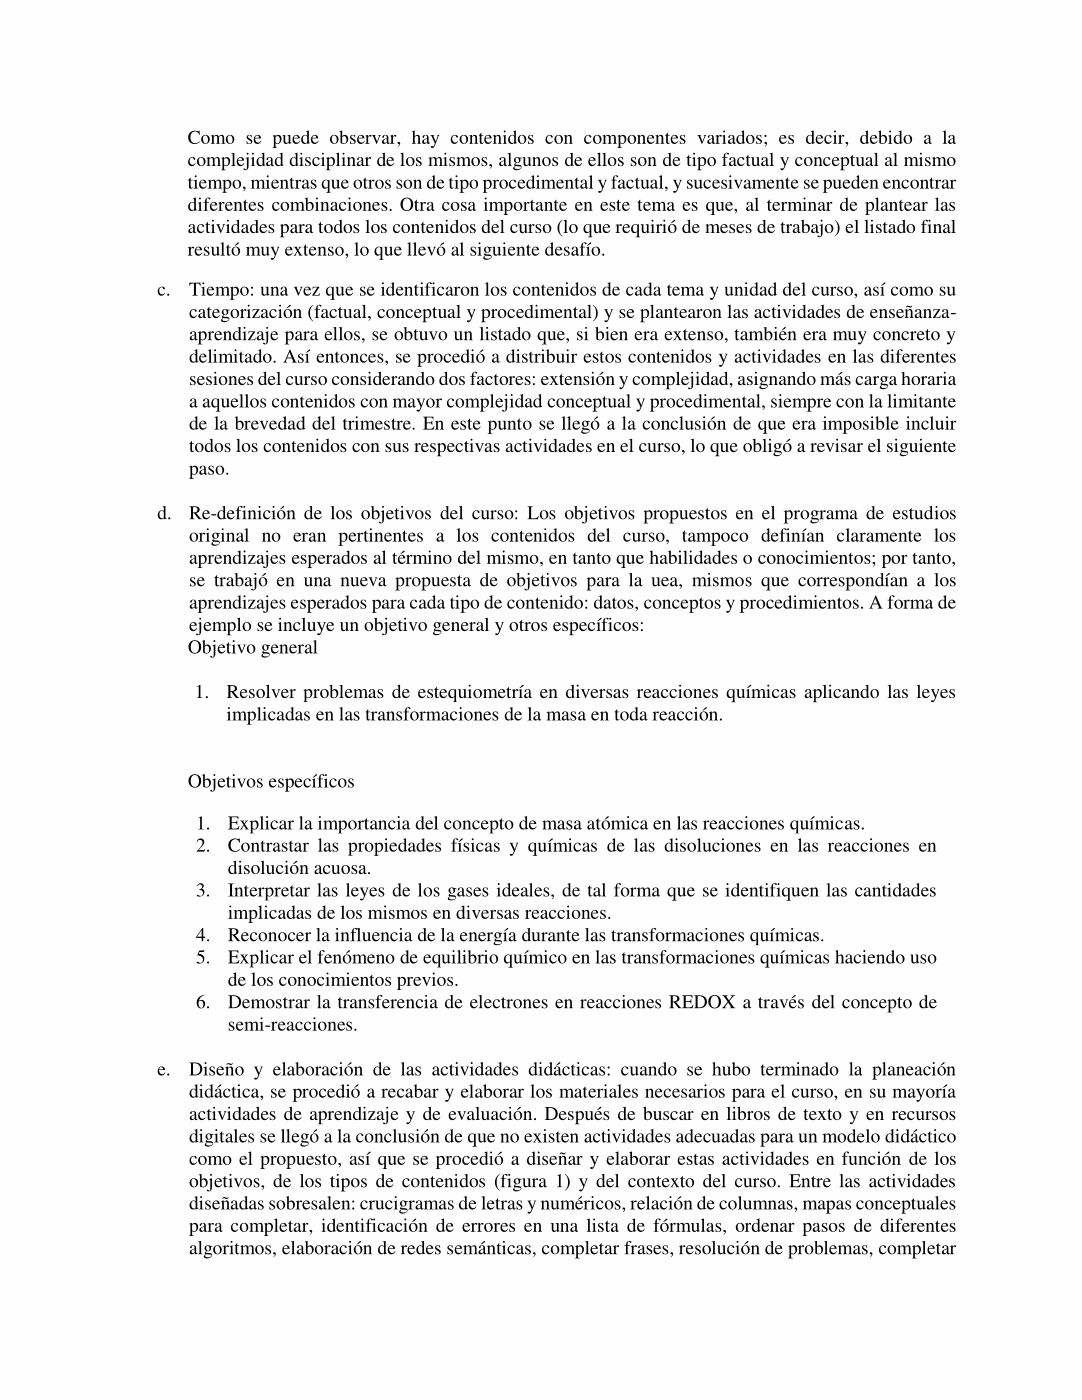 Como se puede observar, hay contenidos con componentes variados; es decir, debido a la
complejidad disciplinar de los mismos, algunos de ellos son de tipo factual y conceptual al mismo
tiempo, mientras que otros son de tipo procedimental y factual, y sucesivamente se pueden encontrar
diferentes combinaciones. Otra cosa importante en este tema es que, al terminar de plantear las
actividades para todos los contenidos del curso (lo que requirió de meses de trabajo) el listado final
resultó muy extenso, lo que llevó al siguiente desafío.
c. Tiempo: una vez que se identificaron los contenidos de cada tema y unidad del curso, así como su
categorización (factual, conceptual y procedimental) y se plantearon las actividades de enseñanza-
aprendizaje para ellos, se obtuvo un listado que, si bien era extenso, también era muy concreto y
delimitado. Así entonces, se procedió a distribuir estos contenidos y actividades en las diferentes
sesiones del curso considerando dos factores: extensión y complejidad, asignando más carga horaria
a aquellos contenidos con mayor complejidad conceptual y procedimental, siempre con la limitante
de la brevedad del trimestre. En este punto se llegó a la conclusión de que era imposible incluir
todos los contenidos con sus respectivas actividades en el curso, lo que obligó a revisar el siguiente
paso.
d. Re-definición de los objetivos del curso: Los objetivos propuestos en el programa de estudios
original no eran pertinentes a los contenidos del curso, tampoco definían claramente los
aprendizajes esperados al término del mismo, en tanto que habilidades o conocimientos; por tanto,
se trabajó en una nueva propuesta de objetivos para la uea, mismos que correspondían a los
aprendizajes esperados para cada tipo de contenido: datos, conceptos y procedimientos. A forma de
ejemplo se incluye un objetivo general y otros específicos:
Objetivo general
1. Resolver problemas de estequiometría en diversas reacciones químicas aplicando las leyes
implicadas en las transformaciones de la masa en toda reacción.
Objetivos específicos
1. Explicar la importancia del concepto de masa atómica en las reacciones químicas.
2. Contrastar las propiedades físicas y químicas de las disoluciones en las reacciones en
disolución acuosa.
3. Interpretar las leyes de los gases ideales, de tal forma que se identifiquen las cantidades
implicadas de los mismos en diversas reacciones.
4. Reconocer la influencia de la energía durante las transformaciones químicas.
5. Explicar el fenómeno de equilibrio químico en las transformaciones químicas haciendo uso
de los conocimientos previos.
6. Demostrar la transferencia de electrones en reacciones REDOX a través del concepto de
semi-reacciones.
e. Diseño y elaboración de las actividades didácticas: cuando se hubo terminado la planeación
didáctica, se procedió a recabar y elaborar los materiales necesarios para el curso, en su mayoría
actividades de aprendizaje y de evaluación. Después de buscar en libros de texto y en recursos
digitales se llegó a la conclusión de que no existen actividades adecuadas para un modelo didáctico
como el propuesto, así que se procedió a diseñar y elaborar estas actividades en función de los
objetivos, de los tipos de contenidos (figura 1) y del contexto del curso. Entre las actividades
diseñadas sobresalen: crucigramas de letras y numéricos, relación de columnas, mapas conceptuales
para completar, identificación de errores en una lista de fórmulas, ordenar pasos de diferentes
algoritmos, elaboración de redes semánticas, completar frases, resolución de problemas, completar